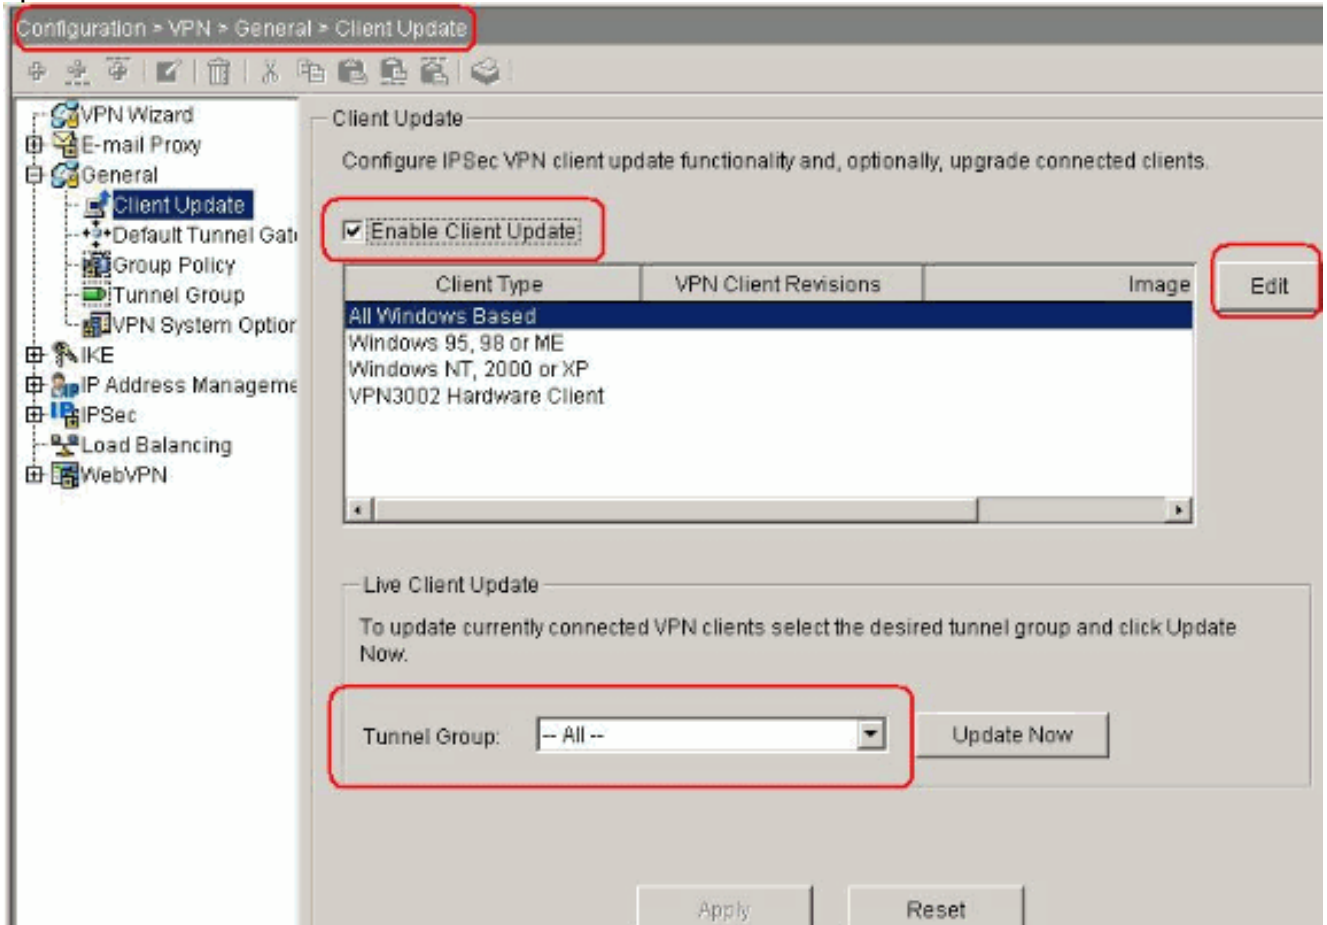 Configuration > VPN > General > Client Update
VPN Wizard
E-mail Proxy
General
Client Update
Default Tunnel Gat
Group Policy
Tunnel Group
VPN System Option
IKE
IP Address Manageme
IPSec
Load Balancing
WebVPN
Client Update
Configure IPSec VPN client update functionality and, optionally, upgrade connected clients.
Enable Client Update
Client Type VPN Client Revisions Image
All Windows Based
Windows 95, 98 or ME
Windows NT, 2000 or XP
VPN3002 Hardware Client
Edit
Live Client Update
To update currently connected VPN clients select the desired tunnel group and click Update
Now.
Tunnel Group: -- All -- Update Now
Apply Reset